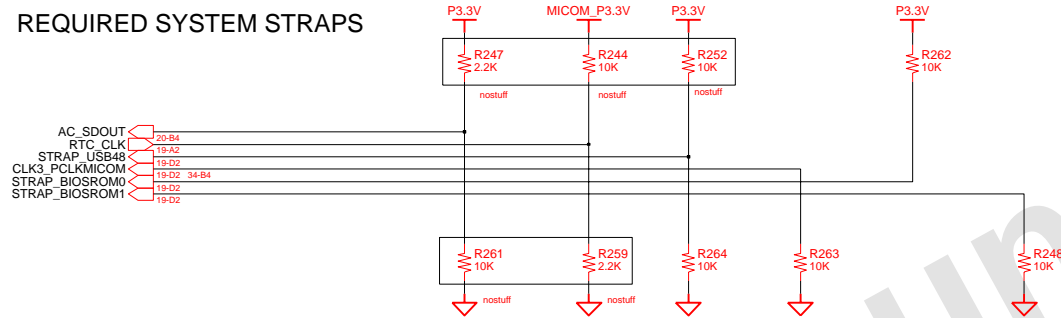 REQUIRED SYSTEM STRAPS
P3.3V MICOM_P3.3V P3.3V P3.3V
R247 R244 R252 R262
2.2K 10K 10K 10K
nostuff nostuff nostuff
AC_SDOUT 20-B4
RTC_CLK 19-A2
STRAP_USB48 19-D2
CLK3_PCLKMICOM 19-D2 34-B4
STRAP_BIOSROM0 19-D2
STRAP_BIOSROM1 19-D2
R261 R259 R264 R263 R248
10K 2.2K 10K 10K 10K
nostuff nostuff